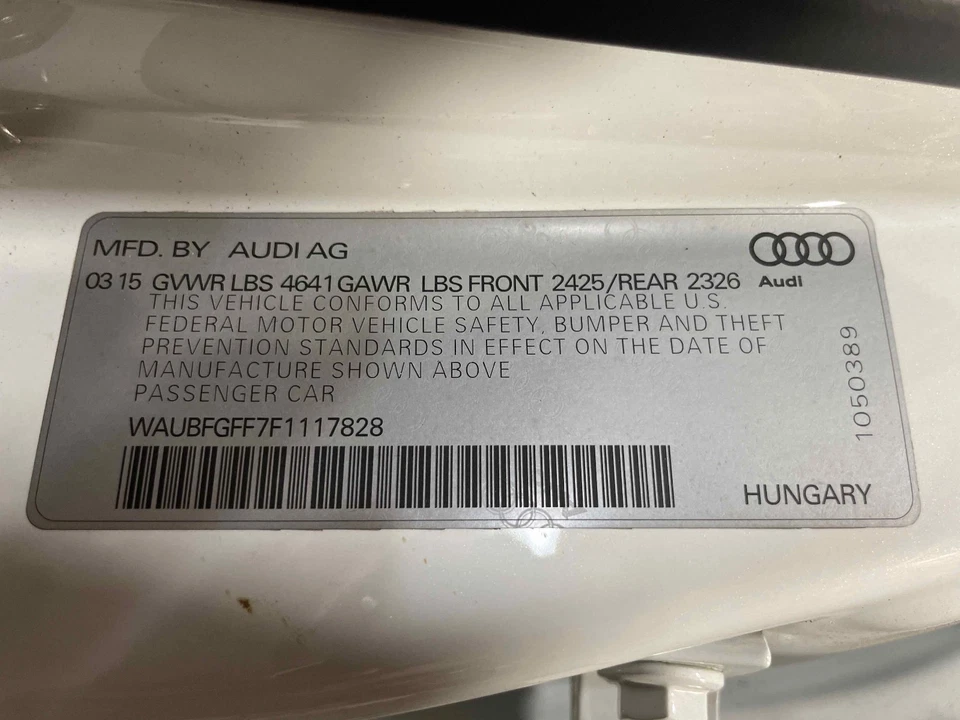 MFD. BY AUDI AG
03 15 GVWR LBS 4641 GAWR LBS FRONT 2425/REAR 2326
Audi
THIS VEHICLE CONFORMS TO ALL APPLICABLE U.S.
FEDERAL MOTOR VEHICLE SAFETY, BUMPER AND THEFT
PREVENTION STANDARDS IN EFFECT ON THE DATE OF
MANUFACTURE SHOWN ABOVE
PASSENGER CAR
WAUBFGFF7F1117828
1050389
HUNGARY